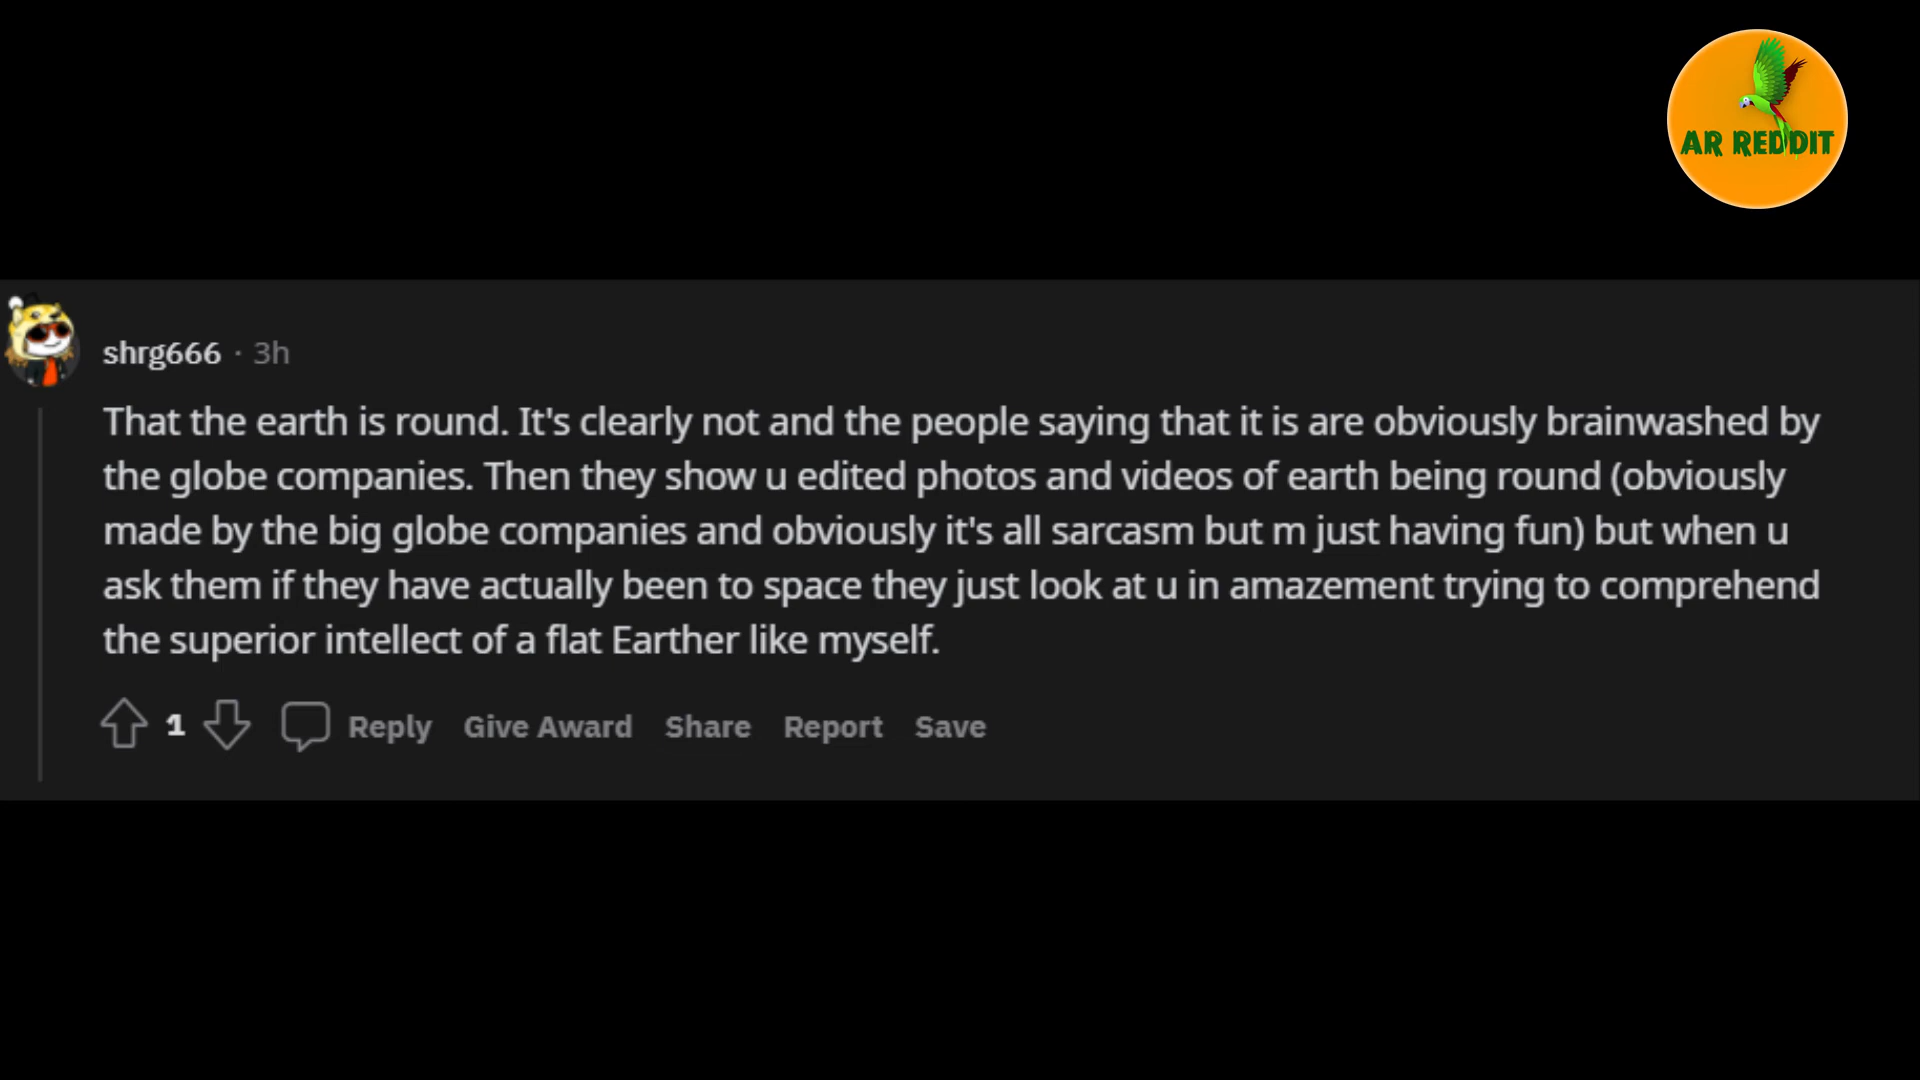 AR REDDIT
shrg666 · 3h
That the earth is round. It's clearly not and the people saying that it is are obviously brainwashed by
the globe companies. Then they show u edited photos and videos of earth being round (obviously
made by the big globe companies and obviously it's all sarcasm but m just having fun) but when u
ask them if they have actually been to space they just look at u in amazement trying to comprehend
the superior intellect of a flat Earther like myself.
1 Reply Give Award Share Report Save